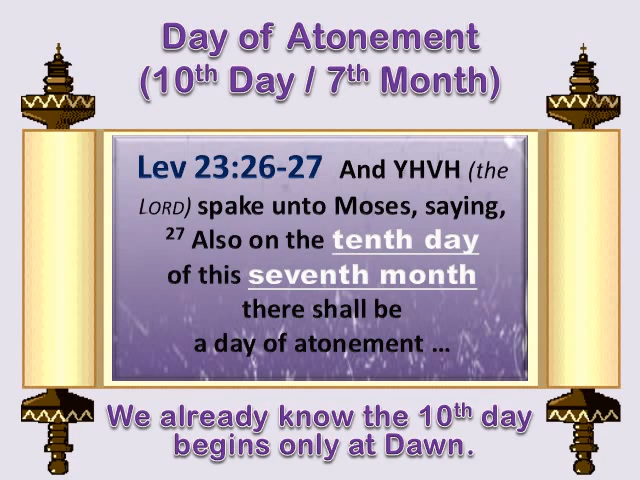 Day of Atonement
(10th Day / 7th Month)
Lev 23:26-27 And YHVH (the
LORD) spake unto Moses, saying,
27 Also on the tenth day
of this seventh month
there shall be
a day of atonement ...
We already know the 10th day
begins only at Dawn.